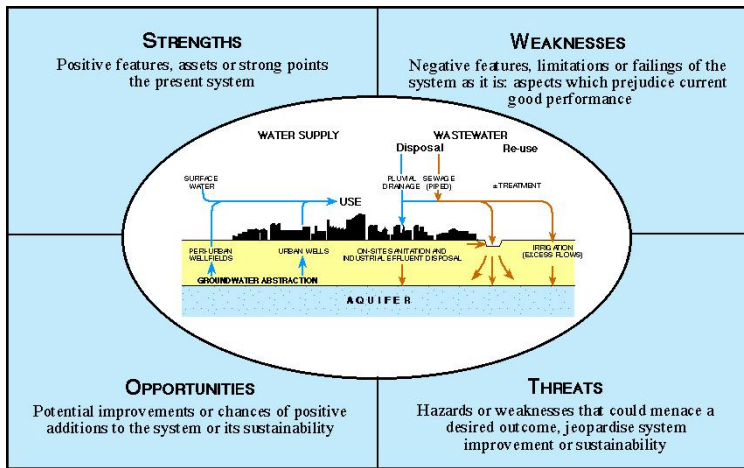 STRENGTHS
Positive features, assets or strong points
the present system
WEAKNESSES
Negative features, limitations or failings of the
system as it is: aspects which prejudice current
good performance
WATER SUPPLY
WASTEWATER
Disposal
Re-use
SURFACE
WATER
USE
PLUVIAL
DRAINAGE
SEWAGE
(PIPED)
±TREATMENT
PERI-URBAN
WELLFIELDS
URBAN WELLS
ON-SITE SANITATION AND
INDUSTRIAL EFFLUENT DISPOSAL
IRRIGATION
(EXCESS FLOWS)
GROUNDWATER ABSTRACTION
AQUIFER
OPPORTUNITIES
Potential improvements or chances of positive
additions to the system or its sustainability
THREATS
Hazards or weaknesses that could menace a
desired outcome, jeopardise system
improvement or sustainability